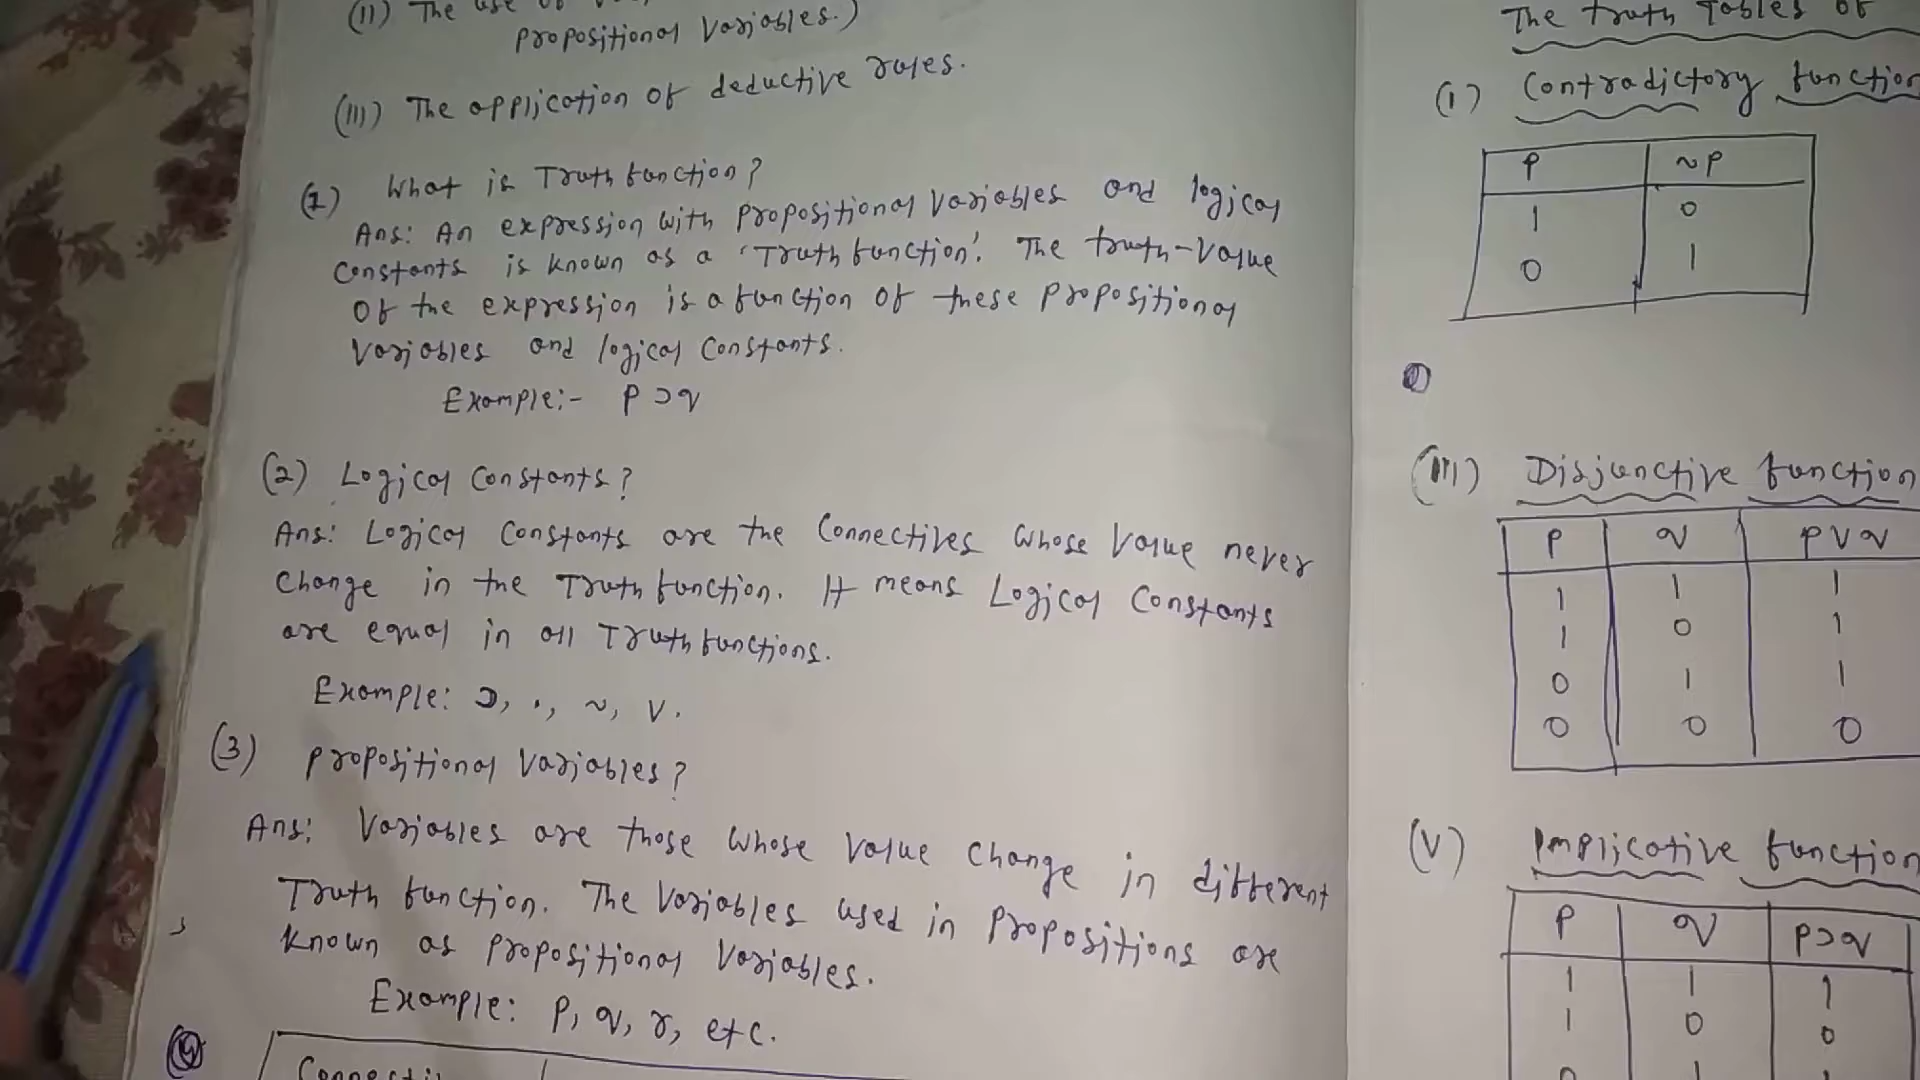 (II) The use of
propositional variables.)
(III) The application of deductive rules.
(1) What is Truth function?
Ans: An expression with propositional variables and logical
constants is known as a 'Truth function'. The truth-value
of the expression is a function of these propositional
variables and logical constants.
Example:- p ⊃ q
(2) Logical Constants?
Ans: Logical constants are the connectives whose value never
change in the Truth function. It means Logical constants
are equal in all Truth functions.
Example: ⊃, ., ~, v.
(3) propositional variables?
Ans: Variables are those whose value change in different
Truth function. The variables used in propositions are
known as propositional variables.
Example: p, q, r, etc.
(4)
The truth Tables of
(I) Contradictory function
p ~p
1 0
0 1
(III) Disjunctive function
p q p v q
1 1 1
1 0 1
0 1 1
0 0 0
(V) Implicative function
p q p ⊃ q
1 1 1
1 0 0